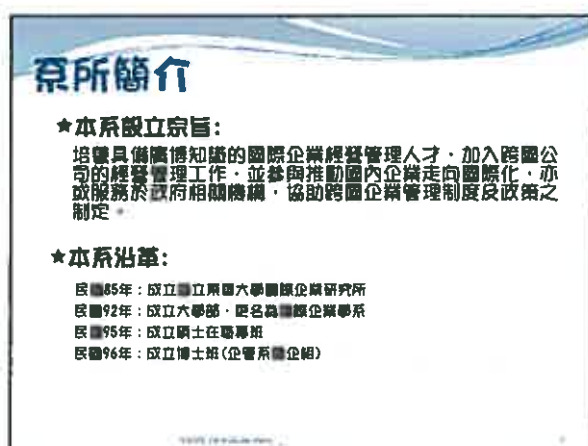 系所簡介
★本系設立宗旨:
培養具備廣博知識的國際企業經營管理人才,加入跨國公
司的經營管理工作,並參與推動國內企業走向國際化,亦
或服務於政府相關機構,協助跨國企業管理制度及政策之
制定。
★本系沿革:
民國85年:成立國立東國大學國際企業研究所
民國92年:成立大學部,更名為國際企業學系
民國95年:成立碩士在職專班
民國96年:成立博士班(企管系國企組)